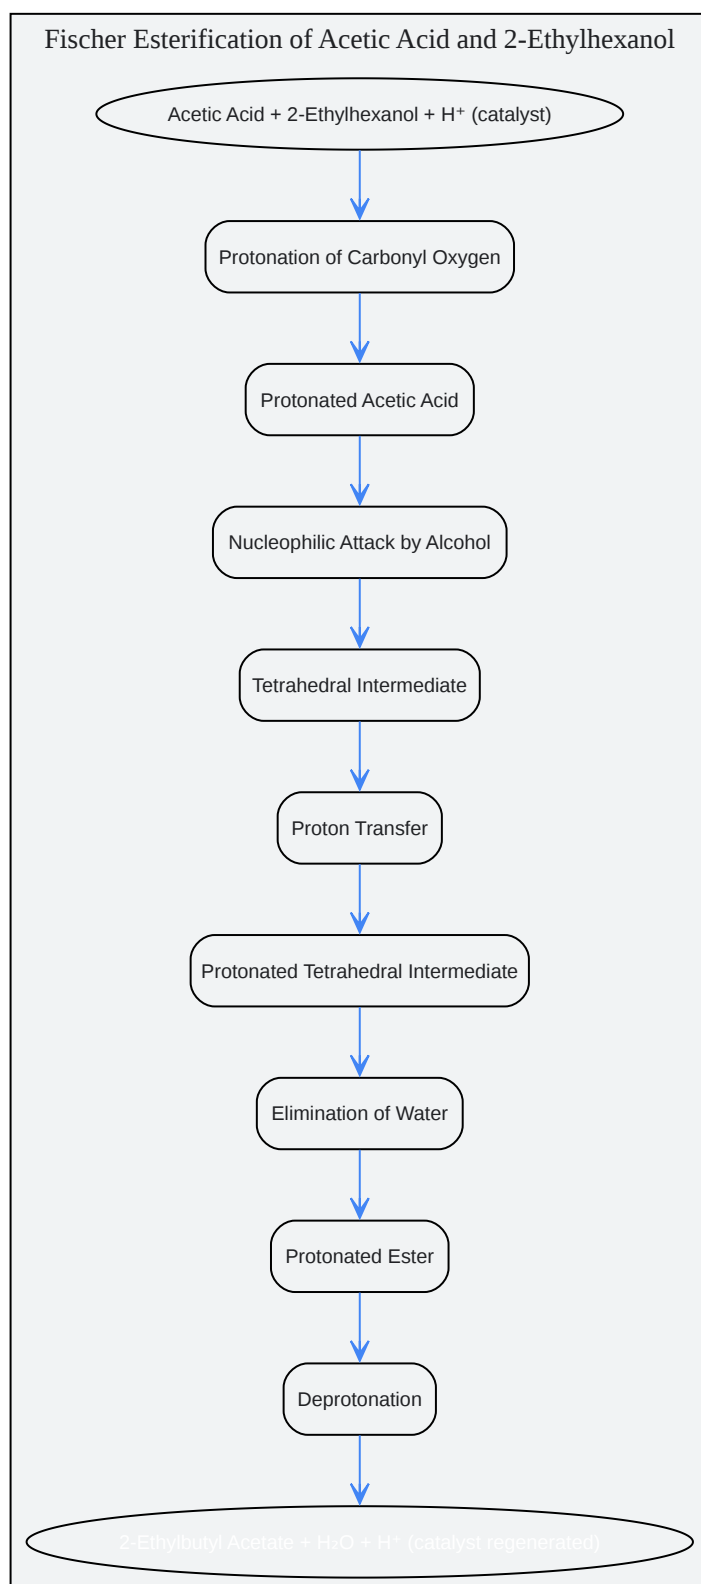 Fischer Esterification of Acetic Acid and 2-Ethylhexanol
Acetic Acid + 2-Ethylhexanol + H⁺ (catalyst)
Protonation of Carbonyl Oxygen
Protonated Acetic Acid
Nucleophilic Attack by Alcohol
Tetrahedral Intermediate
Proton Transfer
Protonated Tetrahedral Intermediate
Elimination of Water
Protonated Ester
Deprotonation
2-Ethylbutyl Acetate + H₂O + H⁺ (catalyst regenerated)